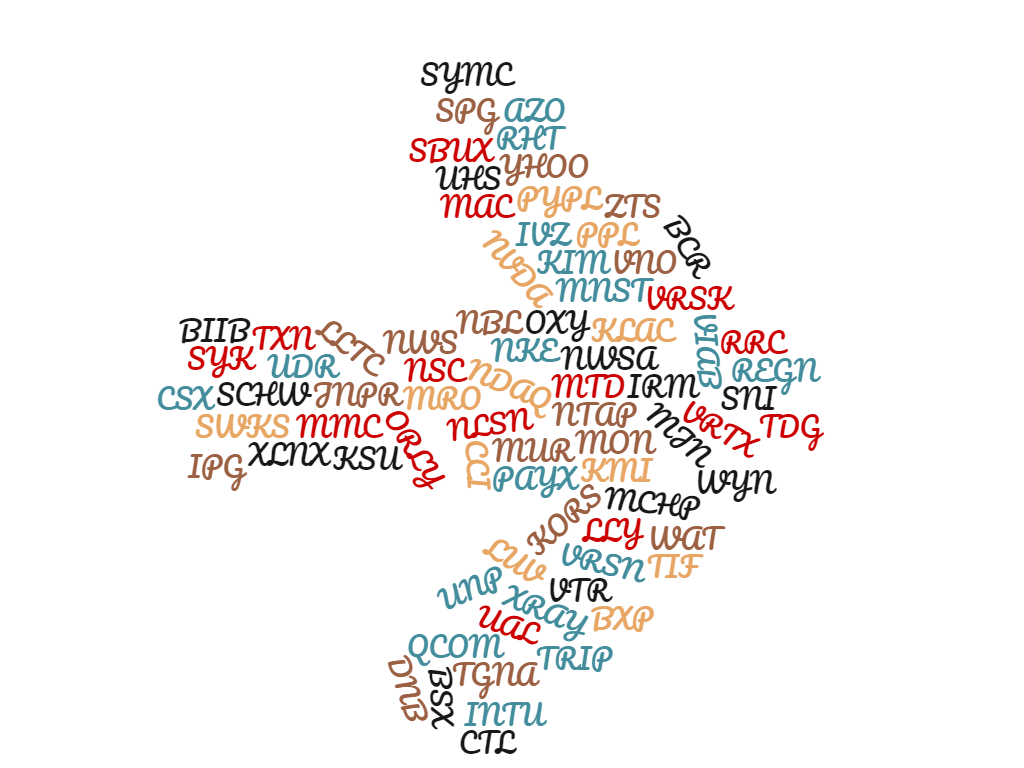 SYMC
SPG AZO
RHT
SBUX
YHOO
UHS
MAC PYPL ZTS
BCR
IVZ PPL
NVDA
KIM VNO
MNST VRSK
BIIB TXN LLTC NWS NBL OXY KLAC VIAB RRC
SYK UDR NSC NKE NWSA REGN
NDAQ
CSX SCHW JNPR MRO MTD IRM SNI
SWKS MMC ORLY NLSN NTAP MJN VRTX TDG
IPG XLNX KSU LLL MUR MON
PAYX KMI WYN
KORS MCHP
LLY WAT
LUV VRSN TIF
UNP XRAY VTR
UAL BXP
QCOM TRIP
DNB BSX TGNA
INTU
CTL